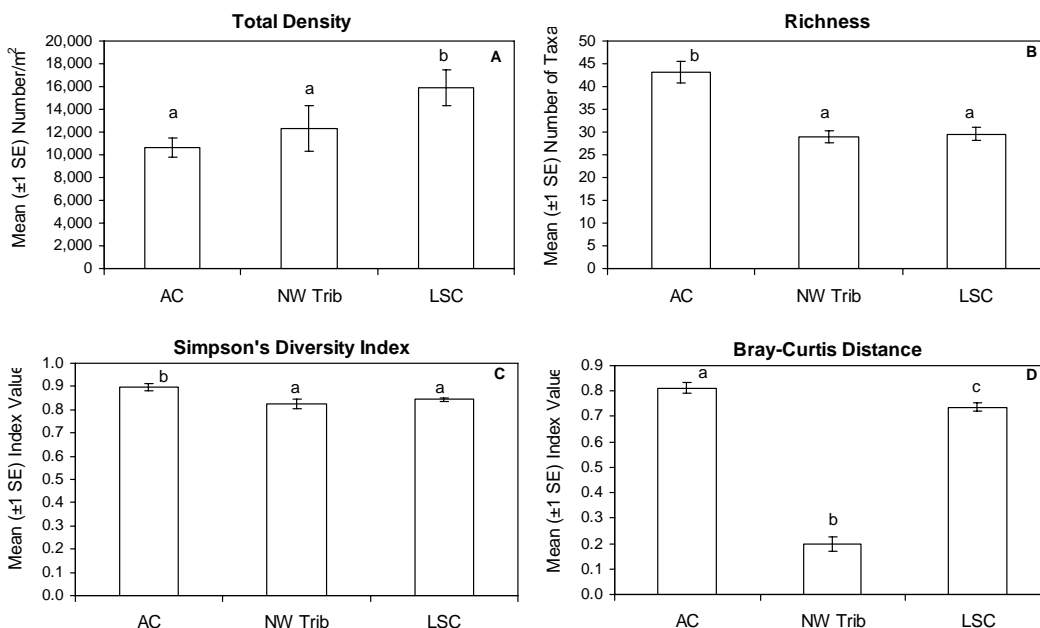 Total Density
A
Mean (±1 SE) Number/m²
20,000
18,000
16,000
14,000
12,000
10,000
8,000
6,000
4,000
2,000
0
a
a
b
AC NW Trib LSC
Richness
B
Mean (±1 SE) Number of Taxa
50
45
40
35
30
25
20
15
10
5
0
b
a
a
AC NW Trib LSC
Simpson's Diversity Index
C
Mean (±1 SE) Index Value
1.0
0.9
0.8
0.7
0.6
0.5
0.4
0.3
0.2
0.1
0.0
b
a
a
AC NW Trib LSC
Bray-Curtis Distance
D
Mean (±1 SE) Index Value
0.9
0.8
0.7
0.6
0.5
0.4
0.3
0.2
0.1
0.0
a
b
c
AC NW Trib LSC